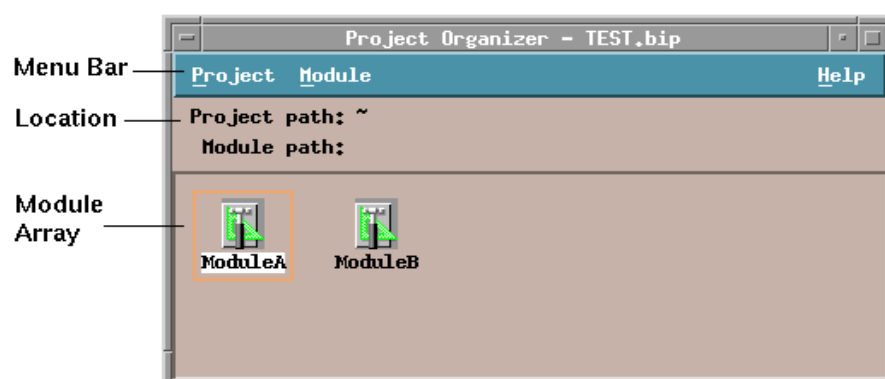 Project Organizer - TEST.bip
Menu Bar
Project Module Help
Location
Project path: ~
Module path:
Module
Array
ModuleA ModuleB